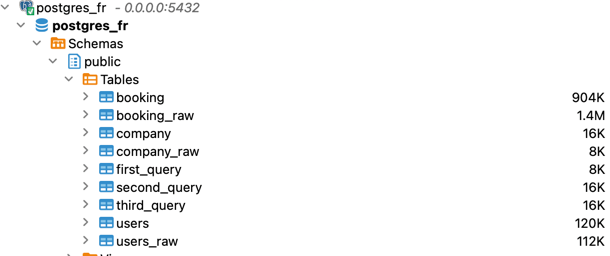 postgres_fr - 0.0.0.0:5432
postgres_fr
Schemas
public
Tables
booking 904K
booking_raw 1.4M
company 16K
company_raw 8K
first_query 8K
second_query 16K
third_query 16K
users 120K
users_raw 112K